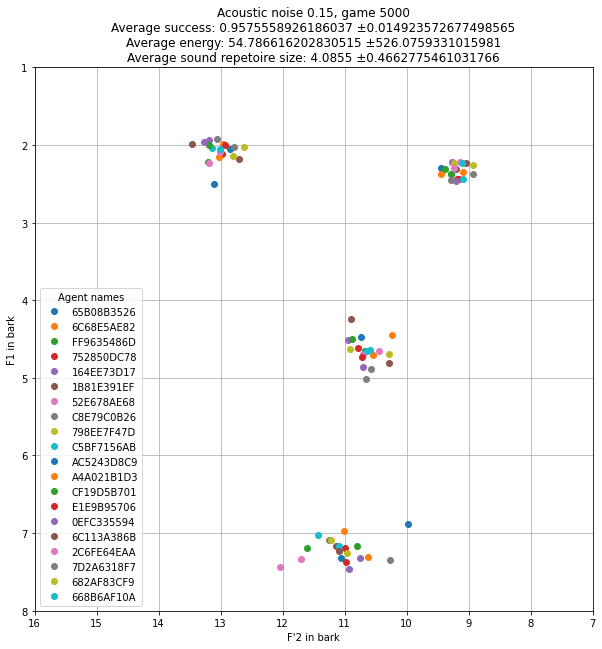 Acoustic noise 0.15, game 5000
Average success: 0.9575558926186037 ±0.014923572677498565
Average energy: 54.786616202830515 ±526.0759331015981
Average sound repetoire size: 4.0855 ±0.4662775461031766
1
2
3
4
5
6
7
8
F1 in bark
Agent names
65B08B3526
6C68E5AE82
FF9635486D
752850DC78
164EE73D17
1B81E391EF
52E678AE68
C8E79C0B26
798EE7F47D
C5BF7156AB
AC5243D8C9
A4A021B1D3
CF19D5B701
E1E9B95706
0EFC335594
6C113A386B
2C6FE64EAA
7D2A6318F7
682AF83CF9
668B6AF10A
16 15 14 13 12 11 10 9 8 7
F'2 in bark